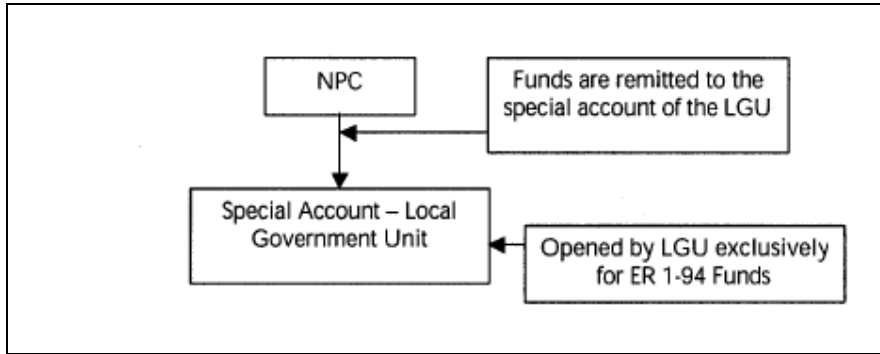 NPC
Funds are remitted to the
special account of the LGU
Special Account – Local
Government Unit
Opened by LGU exclusively
for ER 1-94 Funds